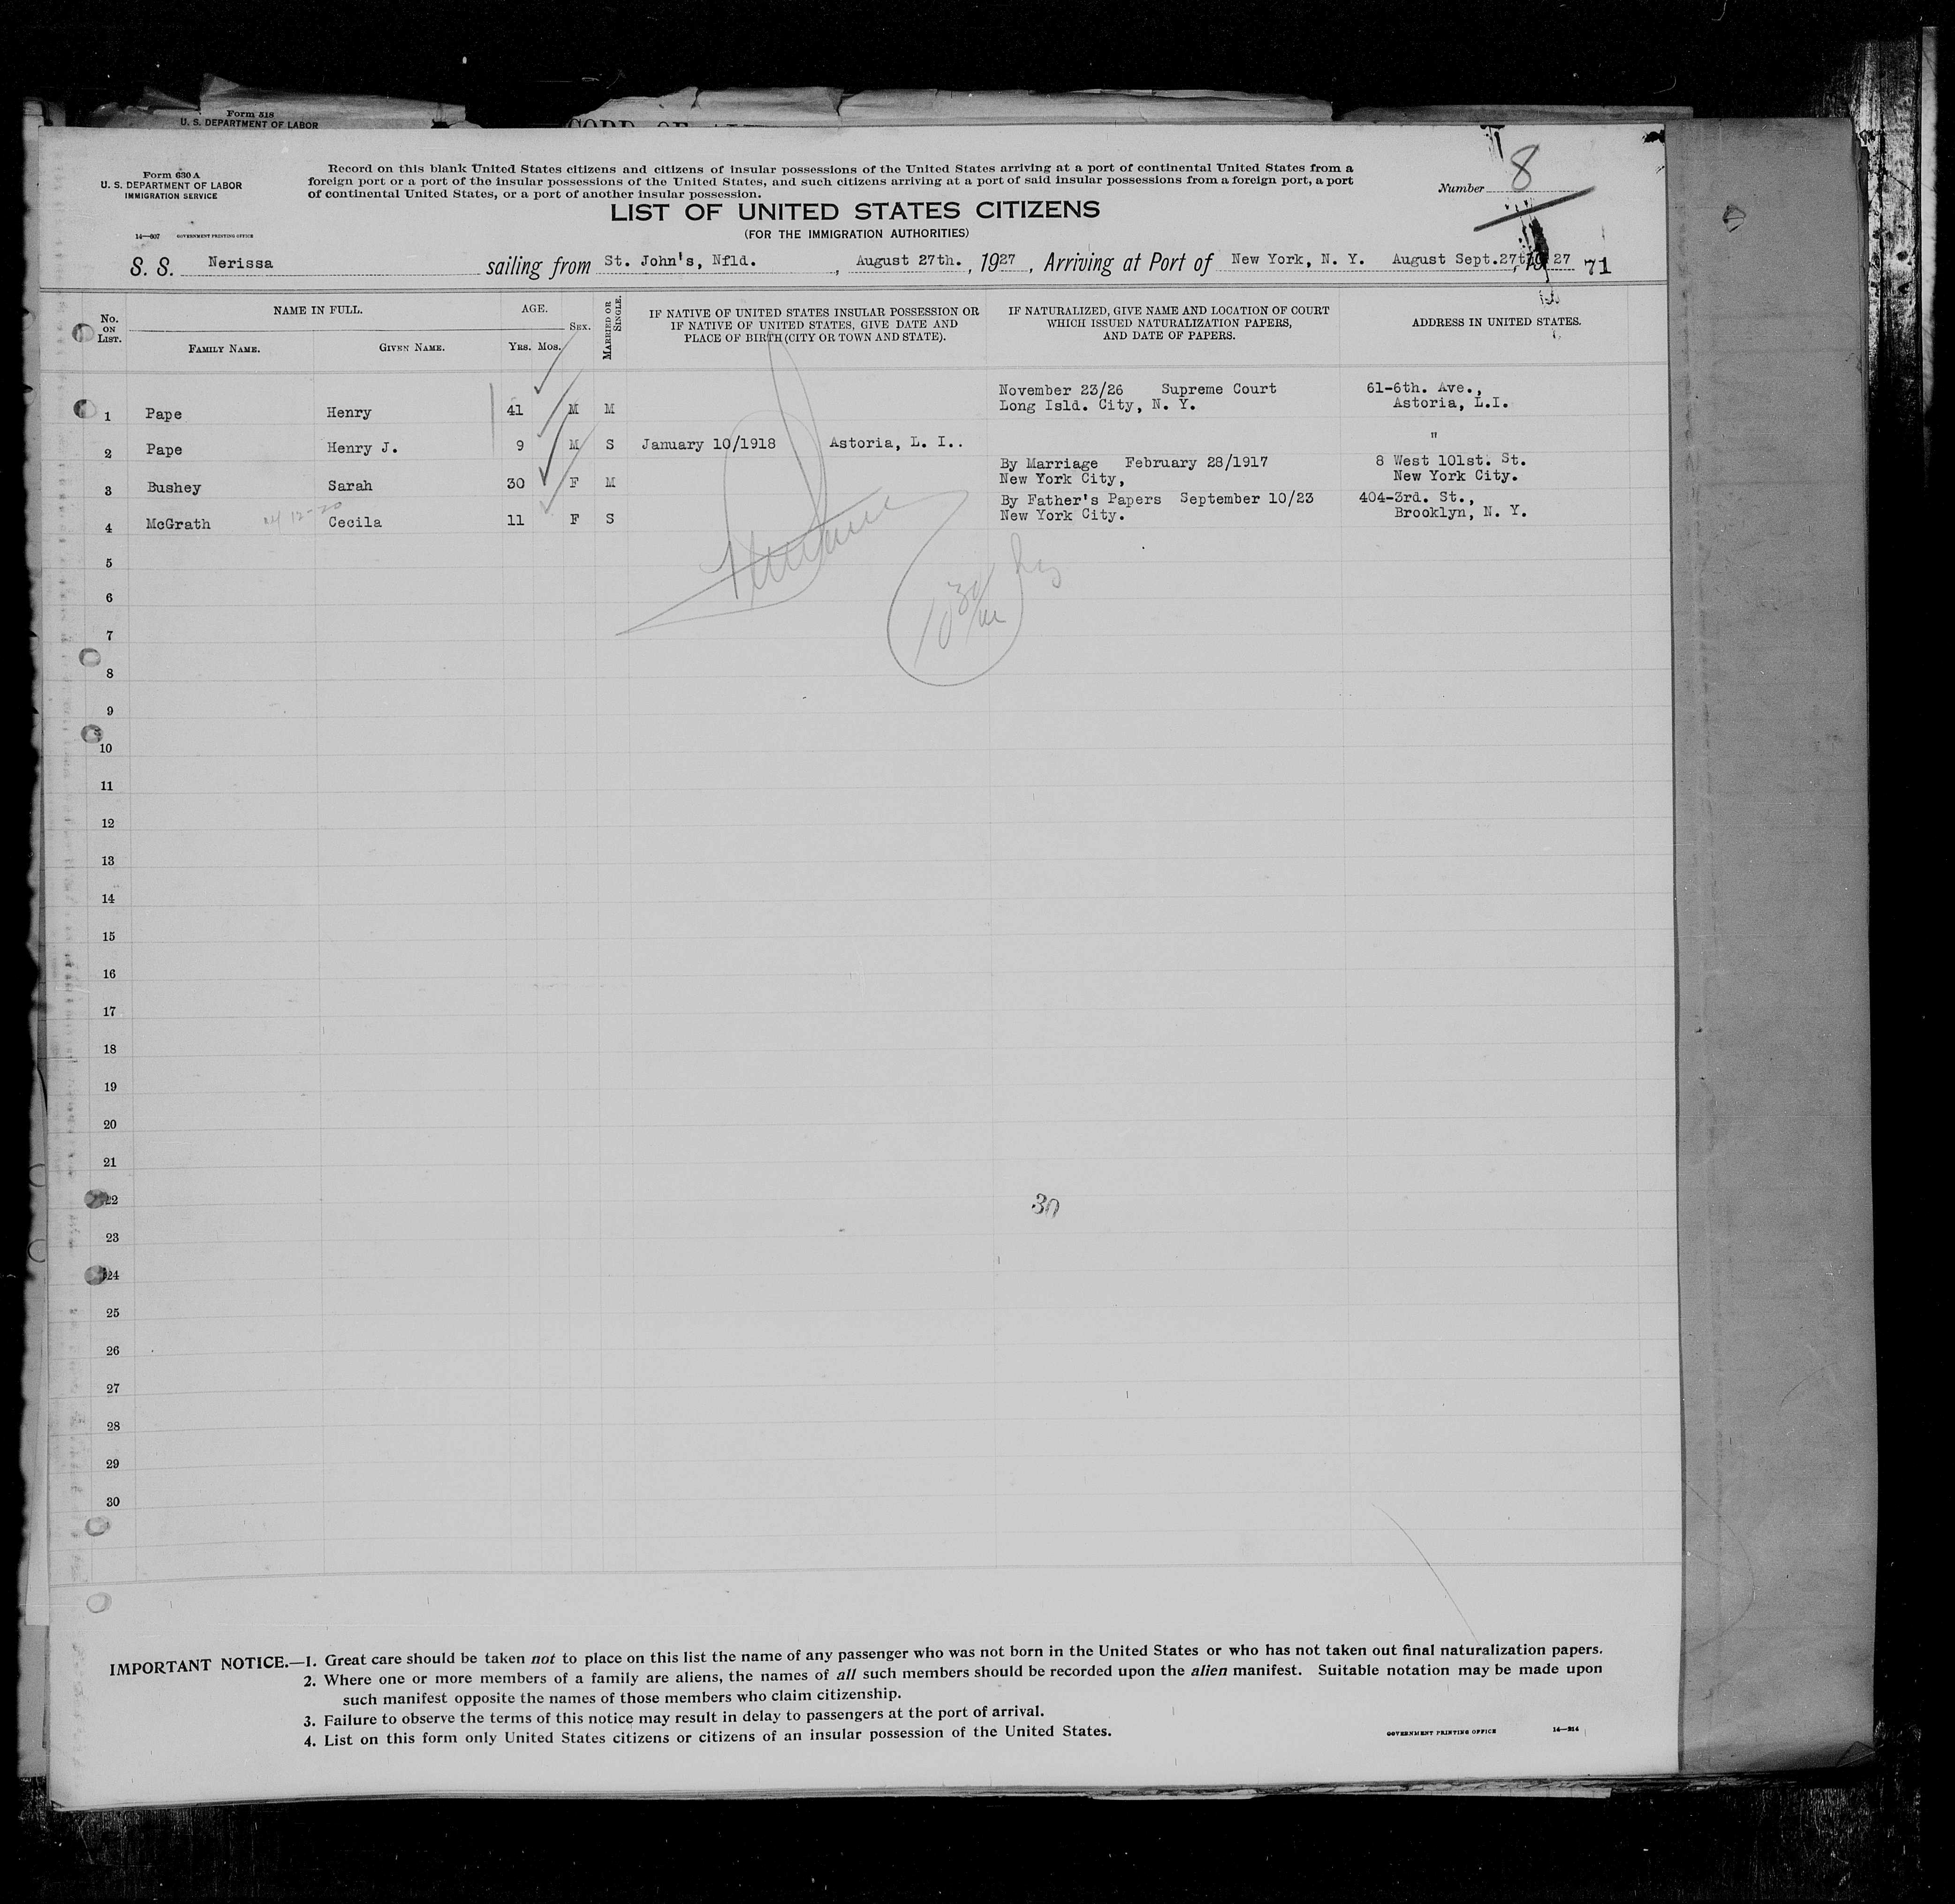 Form 518
U. S. DEPARTMENT OF LABOR
Form 630 A
U. S. DEPARTMENT OF LABOR
IMMIGRATION SERVICE
14—607 GOVERNMENT PRINTING OFFICE
Record on this blank United States citizens and citizens of insular possessions of the United States arriving at a port of continental United States from a
foreign port or a port of the insular possessions of the United States, and such citizens arriving at a port of said insular possessions from a foreign port, a port
of continental United States, or a port of another insular possession.
Number 8
LIST OF UNITED STATES CITIZENS
(FOR THE IMMIGRATION AUTHORITIES)
S. S. Nerissa sailing from St. John's, Nfld. , August 27th. , 1927 , Arriving at Port of New York, N. Y. August Sept. , 1927 71
No. ON LIST.
NAME IN FULL.
FAMILY NAME. GIVEN NAME.
AGE.
YRS. MOS.
SEX.
MARRIED OR SINGLE.
IF NATIVE OF UNITED STATES INSULAR POSSESSION OR
IF NATIVE OF UNITED STATES, GIVE DATE AND
PLACE OF BIRTH (CITY OR TOWN AND STATE).
IF NATURALIZED, GIVE NAME AND LOCATION OF COURT
WHICH ISSUED NATURALIZATION PAPERS,
AND DATE OF PAPERS.
ADDRESS IN UNITED STATES.
November 23/26 Supreme Court 61-6th. Ave.,
1 Pape Henry 41 M M Long Isld. City, N. Y. Astoria, L.I.
2 Pape Henry J. 9 M S January 10/1918 Astoria, L. I.. "
By Marriage February 28/1917 8 West 101st. St.
3 Bushey Sarah 30 F M New York City, New York City.
By Father's Papers September 10/23 404-3rd. St.,
4 McGrath Cecila 11 F S New York City. Brooklyn, N. Y.
5
6
7
8
9
10
11
12
13
14
15
16
17
18
19
20
21
22
30
23
24
25
26
27
28
29
30
IMPORTANT NOTICE.—1. Great care should be taken not to place on this list the name of any passenger who was not born in the United States or who has not taken out final naturalization papers.
2. Where one or more members of a family are aliens, the names of all such members should be recorded upon the alien manifest. Suitable notation may be made upon
such manifest opposite the names of those members who claim citizenship.
3. Failure to observe the terms of this notice may result in delay to passengers at the port of arrival.
4. List on this form only United States citizens or citizens of an insular possession of the United States.
GOVERNMENT PRINTING OFFICE 14—914